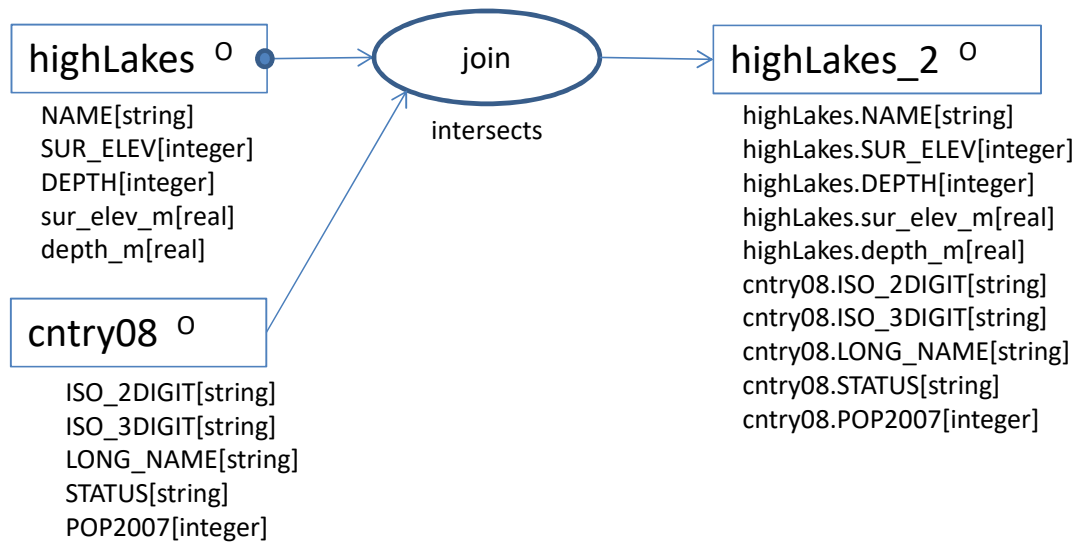 highLakes O
NAME[string]
SUR_ELEV[integer]
DEPTH[integer]
sur_elev_m[real]
depth_m[real]
cntry08 O
ISO_2DIGIT[string]
ISO_3DIGIT[string]
LONG_NAME[string]
STATUS[string]
POP2007[integer]
join
intersects
highLakes_2 O
highLakes.NAME[string]
highLakes.SUR_ELEV[integer]
highLakes.DEPTH[integer]
highLakes.sur_elev_m[real]
highLakes.depth_m[real]
cntry08.ISO_2DIGIT[string]
cntry08.ISO_3DIGIT[string]
cntry08.LONG_NAME[string]
cntry08.STATUS[string]
cntry08.POP2007[integer]